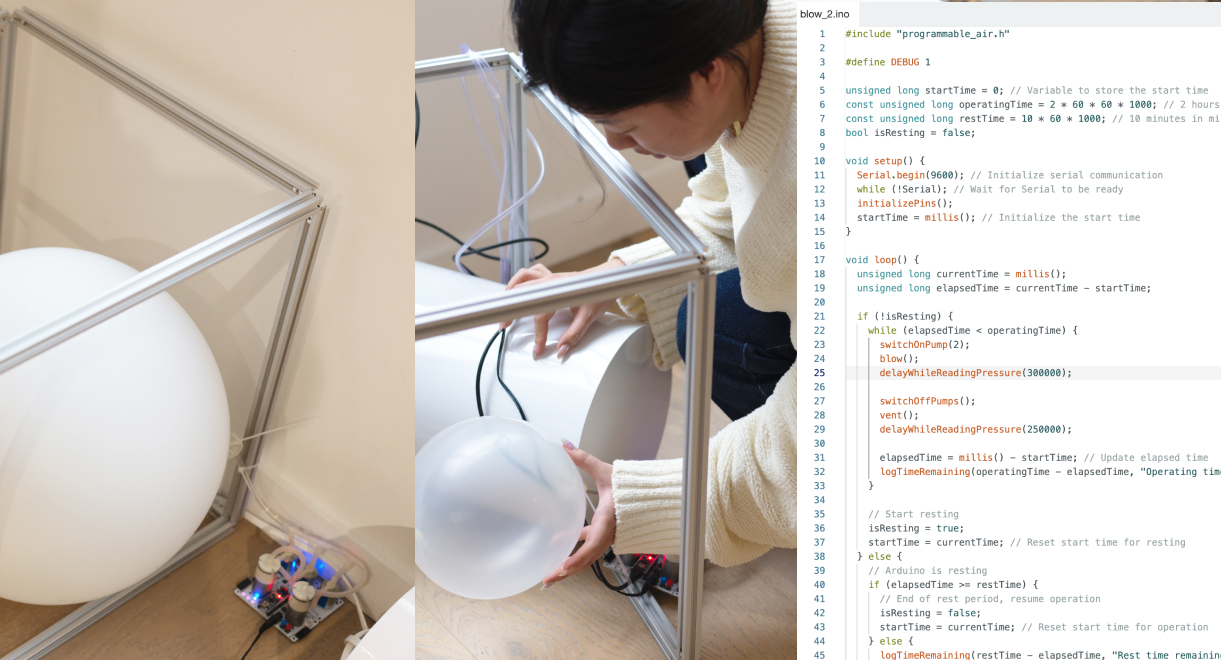 blow_2.ino
1 #include "programmable_air.h"
2
3 #define DEBUG 1
4
5 unsigned long startTime = 0; // Variable to store the start time
6 const unsigned long operatingTime = 2 * 60 * 60 * 1000; // 2 hours
7 const unsigned long restTime = 10 * 60 * 1000; // 10 minutes in mi
8 bool isResting = false;
9
10 void setup() {
11 Serial.begin(9600); // Initialize serial communication
12 while (!Serial); // Wait for Serial to be ready
13 initializePins();
14 startTime = millis(); // Initialize the start time
15 }
16
17 void loop() {
18 unsigned long currentTime = millis();
19 unsigned long elapsedTime = currentTime - startTime;
20
21 if (!isResting) {
22 while (elapsedTime < operatingTime) {
23 switchOnPump(2);
24 blow();
25 delayWhileReadingPressure(300000);
26
27 switchOffPumps();
28 vent();
29 delayWhileReadingPressure(250000);
30
31 elapsedTime = millis() - startTime; // Update elapsed time
32 logTimeRemaining(operatingTime - elapsedTime, "Operating time
33 }
34
35 // Start resting
36 isResting = true;
37 startTime = currentTime; // Reset start time for resting
38 } else {
39 // Arduino is resting
40 if (elapsedTime >= restTime) {
41 // End of rest period, resume operation
42 isResting = false;
43 startTime = currentTime; // Reset start time for operation
44 } else {
45 logTimeRemaining(restTime - elapsedTime, "Rest time remaining